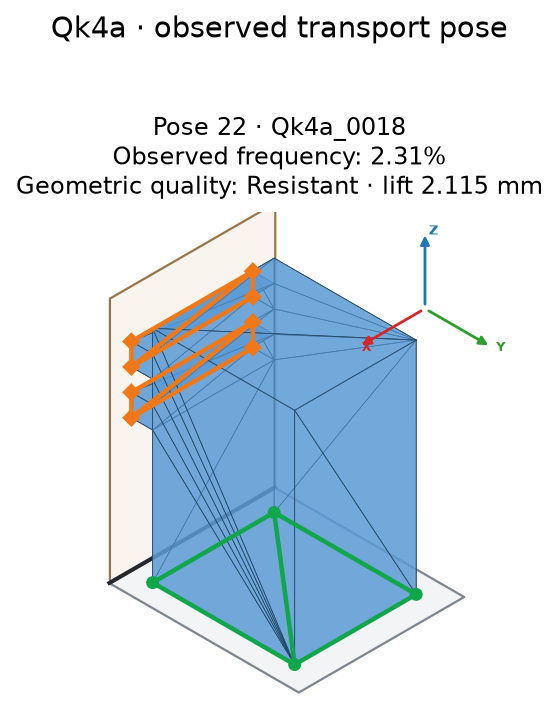 Qk4a · observed transport pose
Pose 22 · Qk4a_0018
Observed frequency: 2.31%
Geometric quality: Resistant · lift 2.115 mm
Z
X
Y